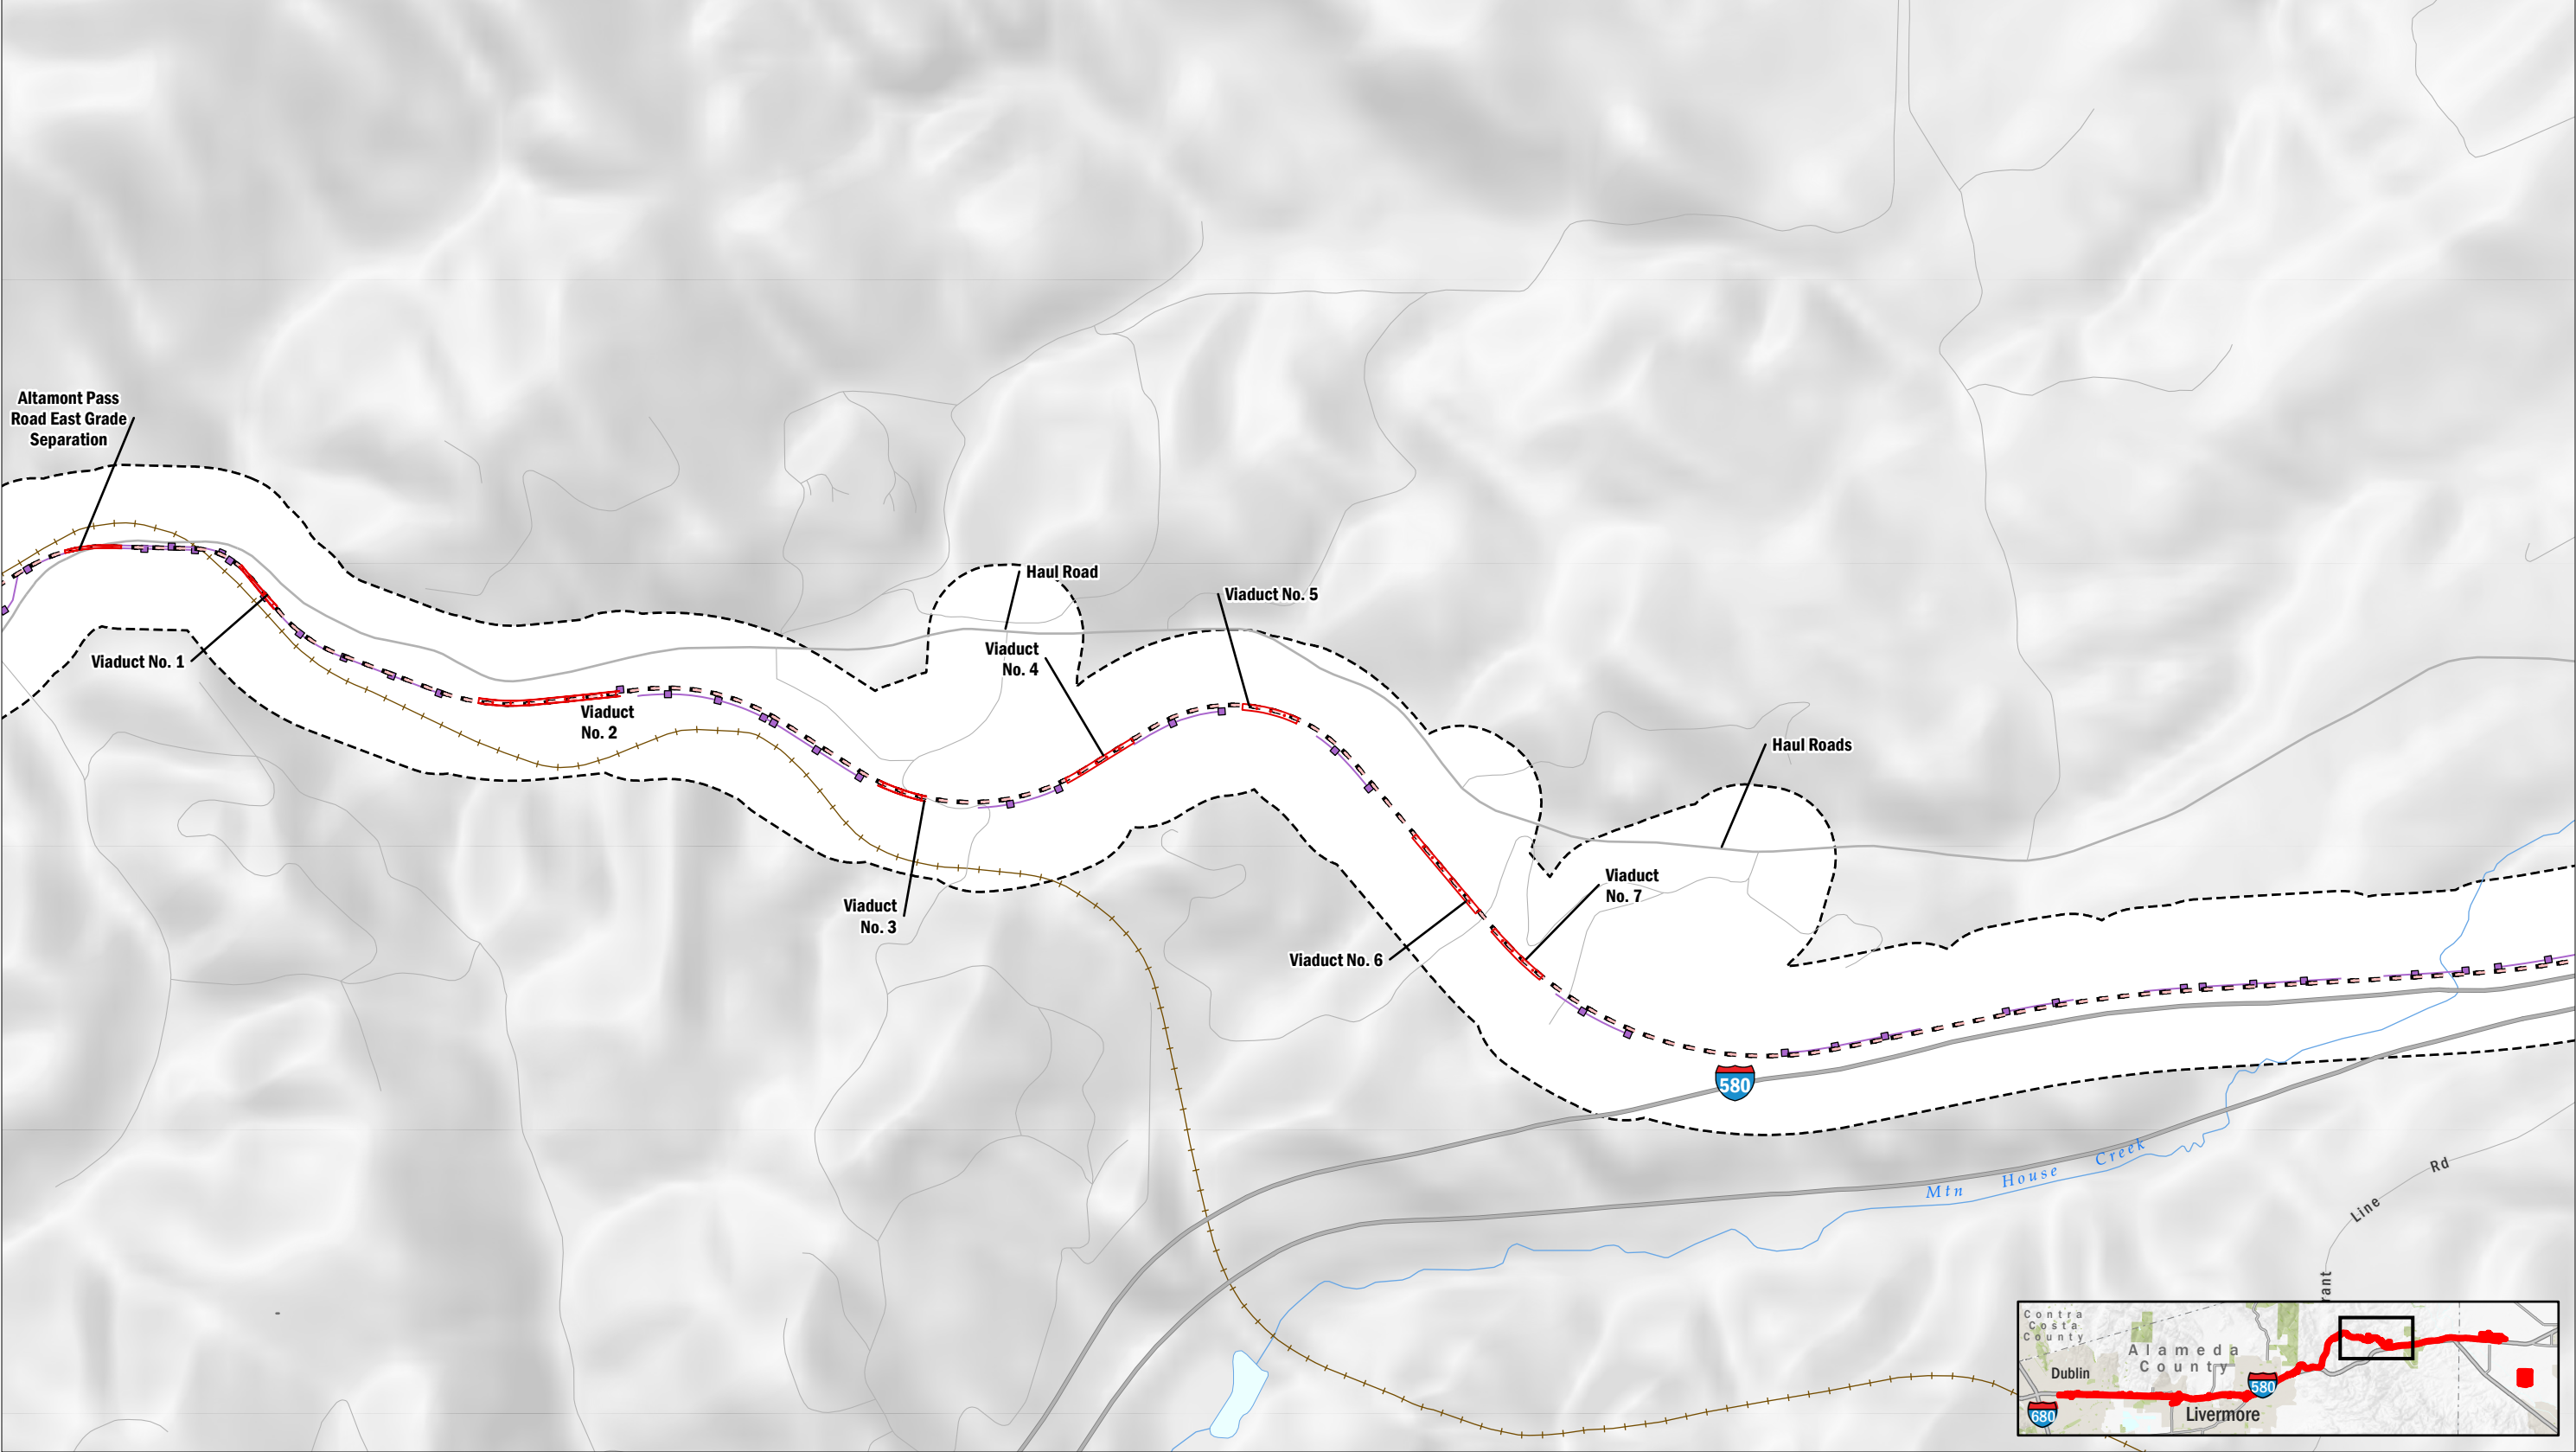 Altamont Pass
Road East Grade
Separation
Haul Road
Viaduct No. 5
Viaduct
No. 4
Viaduct No. 1
Viaduct
No. 2
Haul Roads
Viaduct
No. 3
Viaduct
No. 7
Viaduct No. 6
580
Mtn House Creek
Rd
Line
rant
Contra
Costa
County
Alameda
County
Dublin
580
680
Livermore